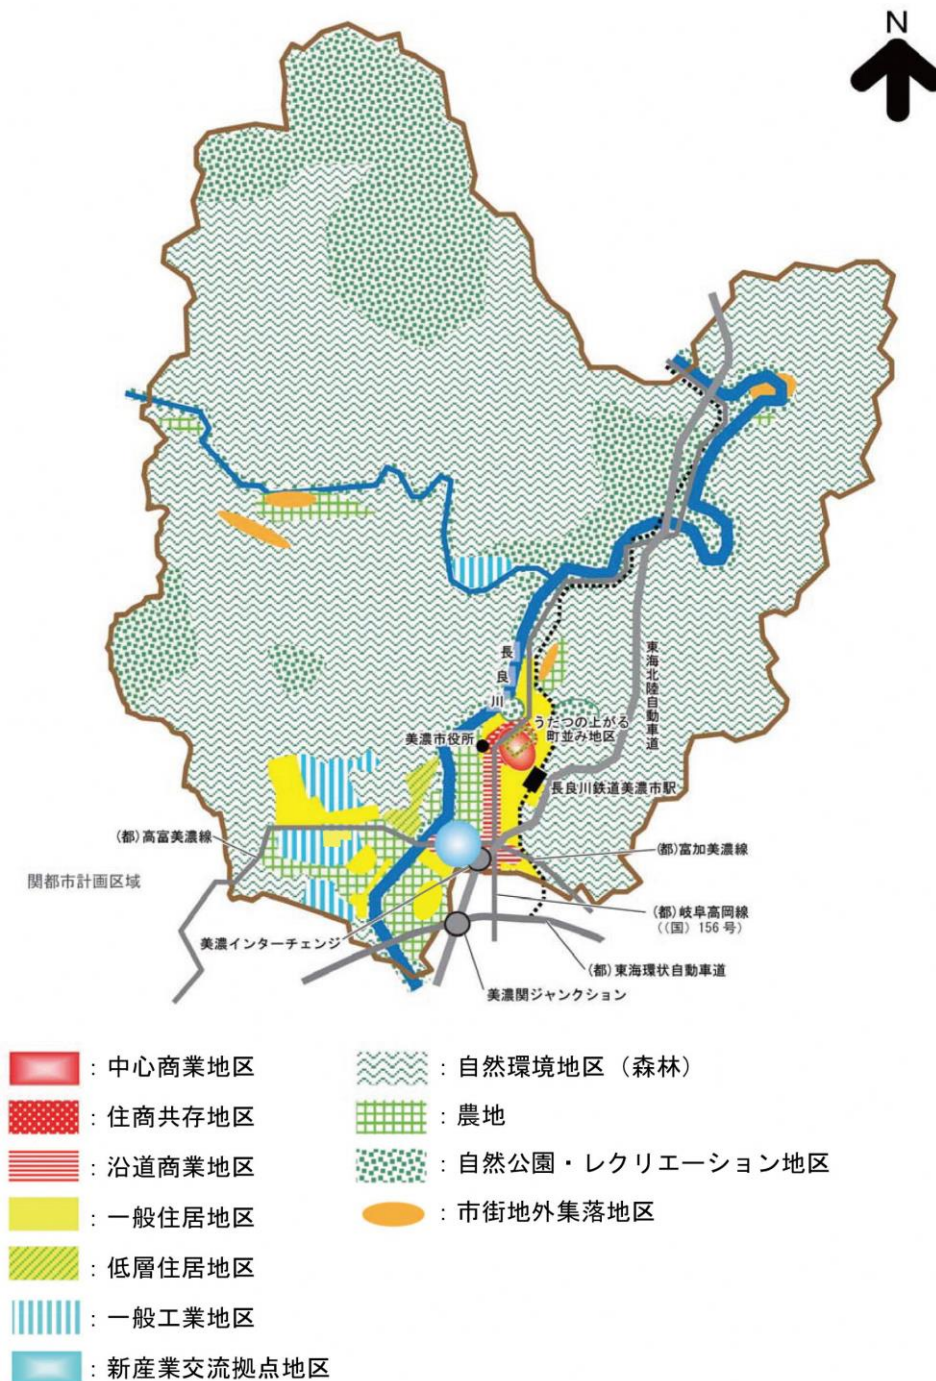 N
長良川
東海北陸自動車道
うだつの上がる
町並み地区
美濃市役所
長良川鉄道美濃市駅
(都)高富美濃線
(都)富加美濃線
関都市計画区域
(都)岐阜高岡線
((国)156号)
美濃インターチェンジ
(都)東海環状自動車道
美濃関ジャンクション
:中心商業地区
:住商共存地区
:沿道商業地区
:一般住居地区
:低層住居地区
:一般工業地区
:新産業交流拠点地区
:自然環境地区(森林)
:農地
:自然公園・レクリエーション地区
:市街地外集落地区